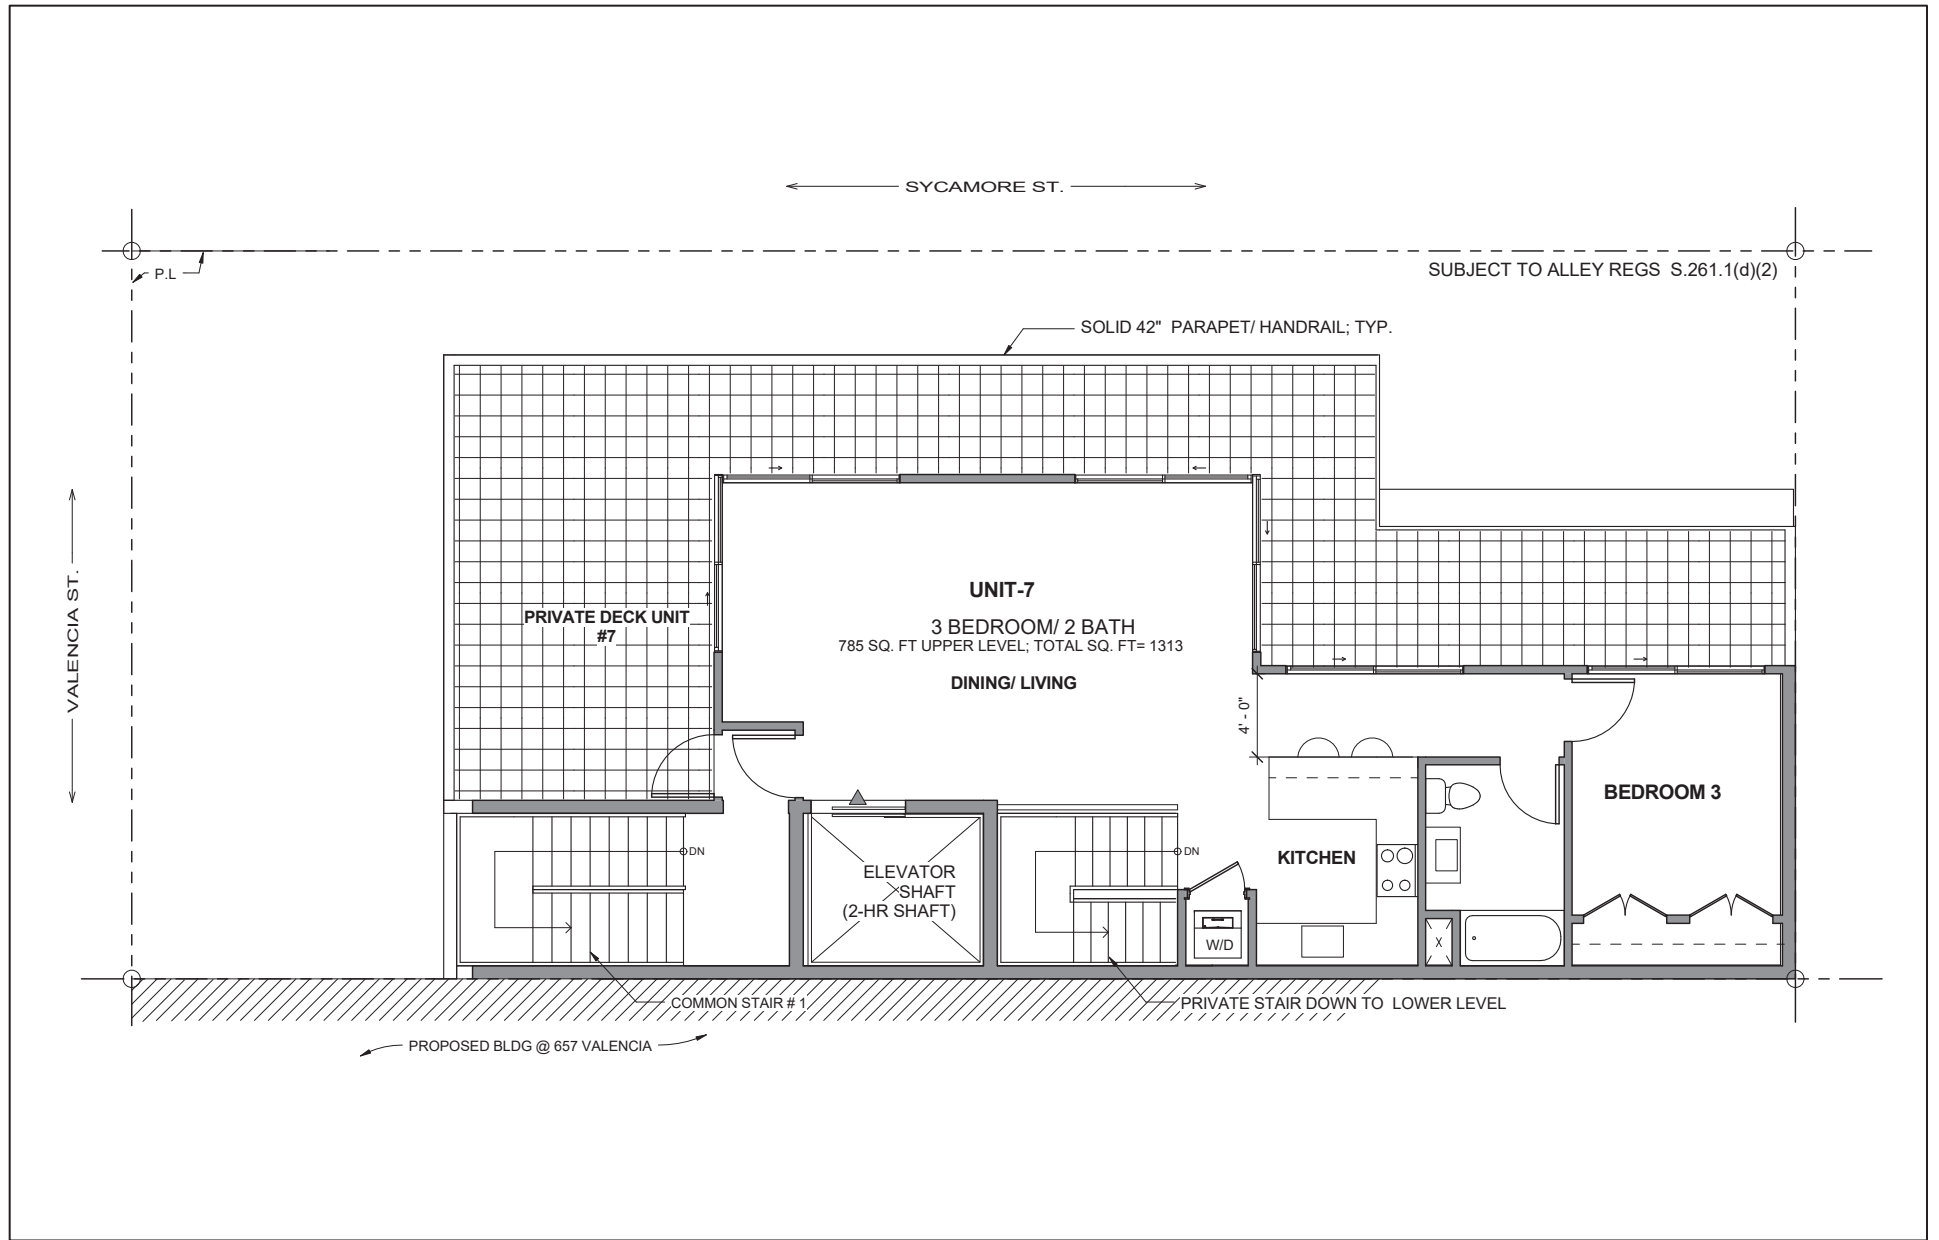 SYCAMORE ST.
P.L
SUBJECT TO ALLEY REGS S.261.1(d)(2)
SOLID 42" PARAPET/ HANDRAIL; TYP.
VALENCIA ST.
PRIVATE DECK UNIT
#7
UNIT-7
3 BEDROOM/ 2 BATH
785 SQ. FT UPPER LEVEL; TOTAL SQ. FT= 1313
DINING/ LIVING
4' - 0"
BEDROOM 3
KITCHEN
DN
ELEVATOR
SHAFT
(2-HR SHAFT)
DN
W/D
X
COMMON STAIR # 1
PRIVATE STAIR DOWN TO LOWER LEVEL
PROPOSED BLDG @ 657 VALENCIA